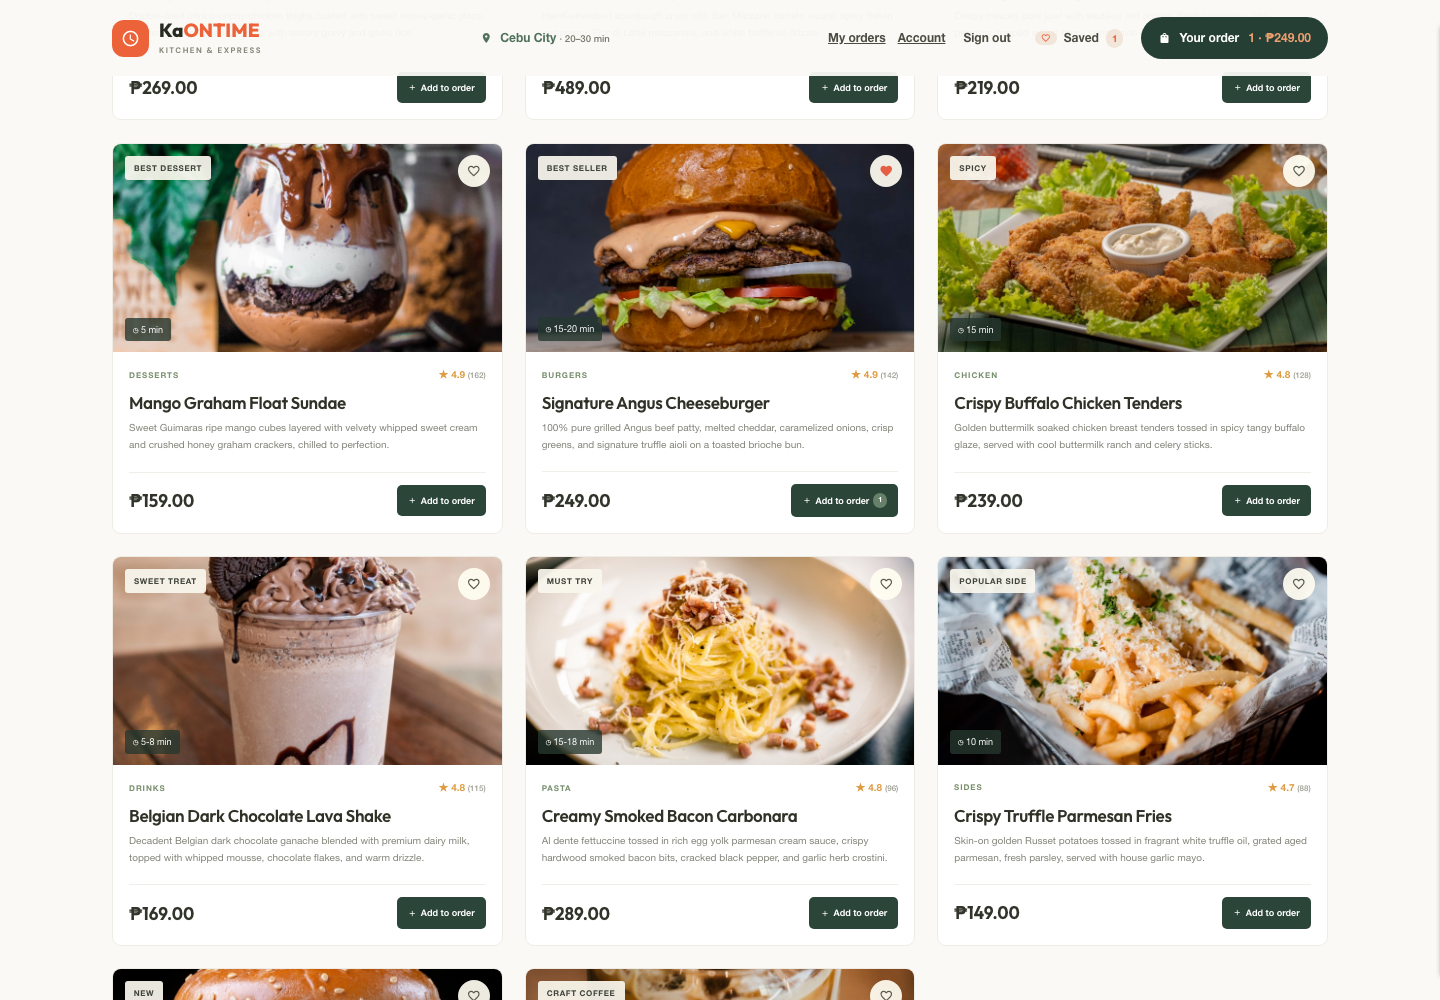 KaONTIME
KITCHEN & EXPRESS
Cebu City · 20–30 min
My orders Account Sign out Saved 1 Your order 1 · ₱249.00
₱269.00 + Add to order
₱489.00 + Add to order
₱219.00 + Add to order
BEST DESSERT
5 min
DESSERTS ★ 4.9 (162)
Mango Graham Float Sundae
Sweet Guimaras ripe mango cubes layered with velvety whipped sweet cream
and crushed honey graham crackers, chilled to perfection.
₱159.00 + Add to order
BEST SELLER
15-20 min
BURGERS ★ 4.9 (142)
Signature Angus Cheeseburger
100% pure grilled Angus beef patty, melted cheddar, caramelized onions, crisp
greens, and signature truffle aioli on a toasted brioche bun.
₱249.00 + Add to order 1
SPICY
15 min
CHICKEN ★ 4.8 (128)
Crispy Buffalo Chicken Tenders
Golden buttermilk soaked chicken breast tenders tossed in spicy tangy buffalo
glaze, served with cool buttermilk ranch and celery sticks.
₱239.00 + Add to order
SWEET TREAT
5-8 min
DRINKS ★ 4.8 (115)
Belgian Dark Chocolate Lava Shake
Decadent Belgian dark chocolate ganache blended with premium dairy milk,
topped with whipped mousse, chocolate flakes, and warm drizzle.
₱169.00 + Add to order
MUST TRY
15-18 min
PASTA ★ 4.8 (96)
Creamy Smoked Bacon Carbonara
Al dente fettuccine tossed in rich egg yolk parmesan cream sauce, crispy
hardwood smoked bacon bits, cracked black pepper, and garlic herb crostini.
₱289.00 + Add to order
POPULAR SIDE
10 min
SIDES ★ 4.7 (88)
Crispy Truffle Parmesan Fries
Skin-on golden Russet potatoes tossed in fragrant white truffle oil, grated aged
parmesan, fresh parsley, served with house garlic mayo.
₱149.00 + Add to order
NEW
CRAFT COFFEE